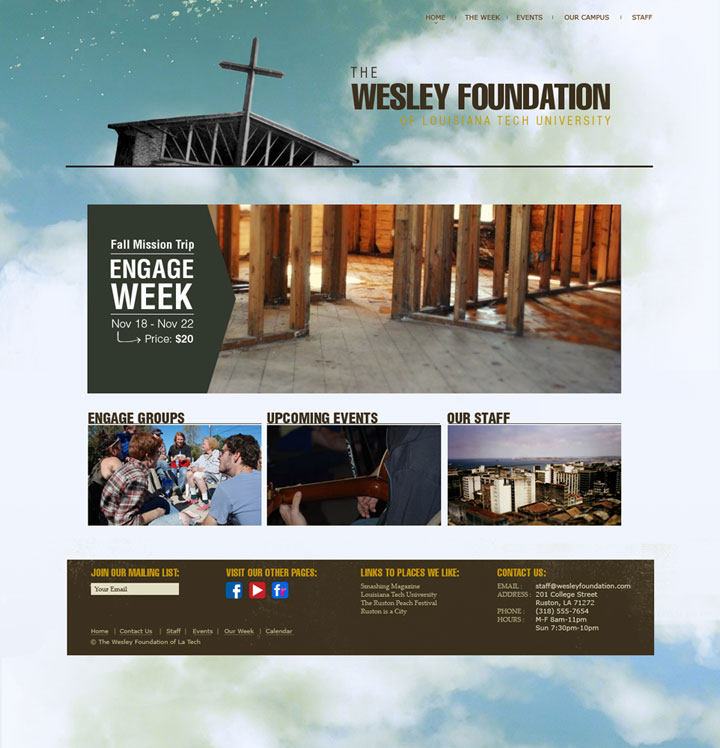 HOME | THE WEEK | EVENTS | OUR CAMPUS | STAFF
THE
WESLEY FOUNDATION
OF LOUISIANA TECH UNIVERSITY
Fall Mission Trip
ENGAGE
WEEK
Nov 18 - Nov 22
Price: $20
ENGAGE GROUPS
UPCOMING EVENTS
OUR STAFF
JOIN OUR MAILING LIST:
Your Email
VISIT OUR OTHER PAGES:
LINKS TO PLACES WE LIKE:
Smashing Magazine
Louisiana Tech University
The Ruston Peach Festival
Ruston is a City
CONTACT US:
EMAIL : staff@wesleyfoundation.com
ADDRESS : 201 College Street
Ruston, LA 71272
PHONE : (318) 555-7654
HOURS : M-F 8am-11pm
Sun 7:30pm-10pm
Home | Contact Us | Staff | Events | Our Week | Calendar
© The Wesley Foundation of La Tech